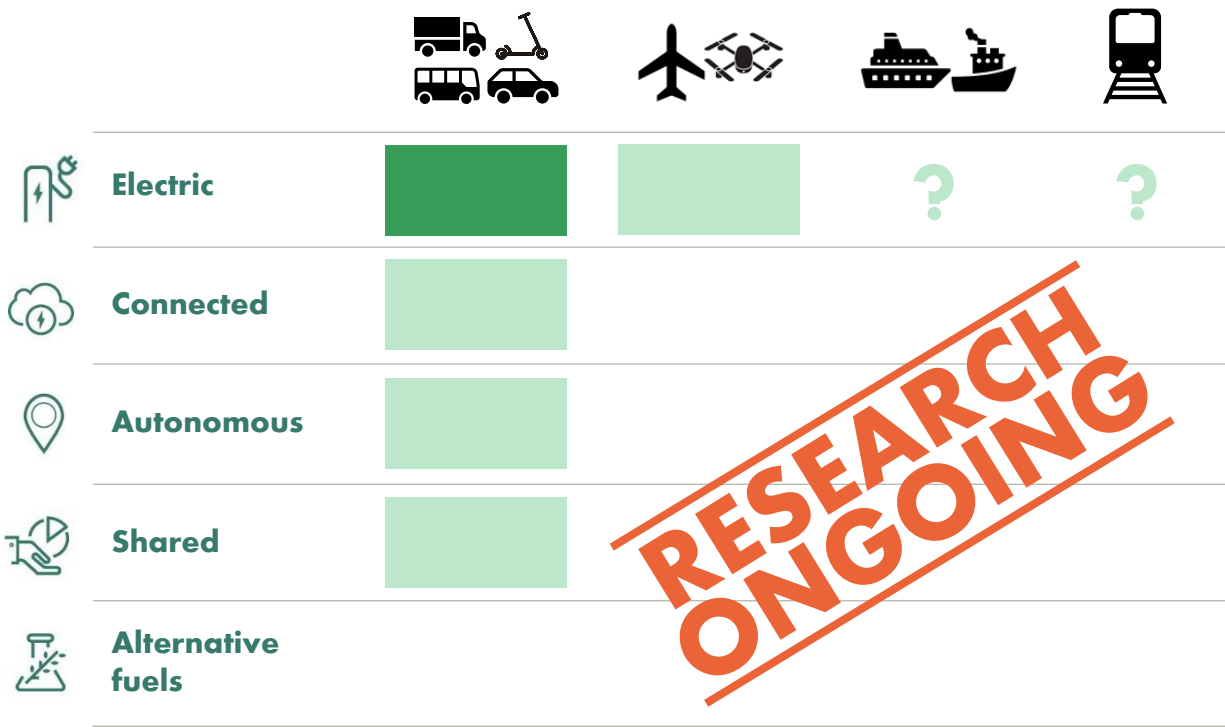 Electric
? ?
Connected
Autonomous
Shared
Alternative
fuels
RESEARCH
ONGOING